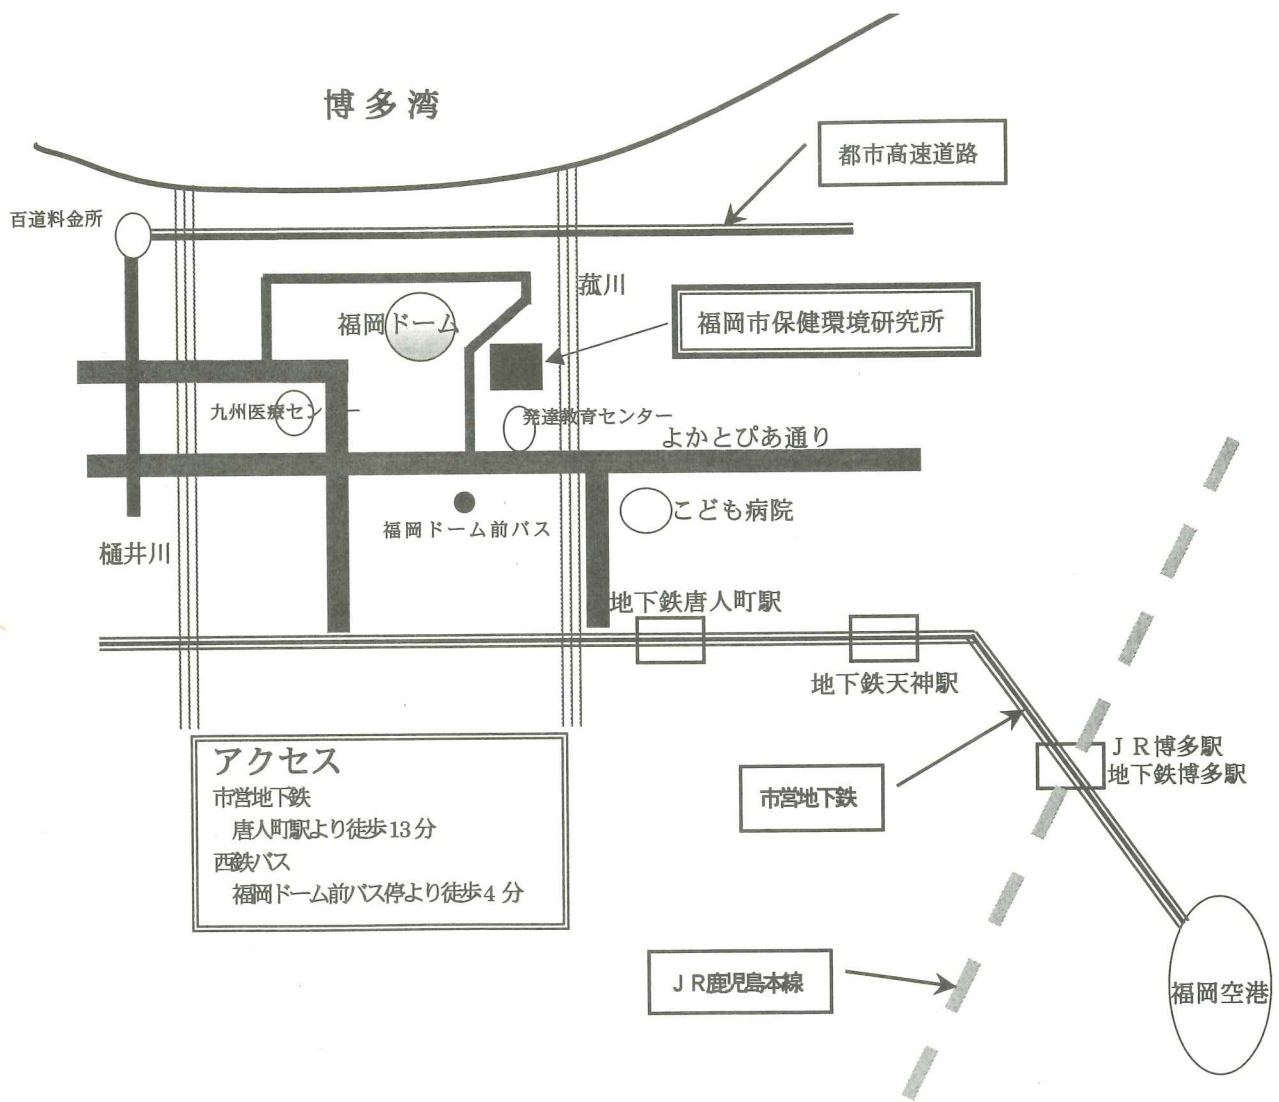 博多湾
都市高速道路
百道料金所
菰川
福岡ドーム
福岡市保健環境研究所
九州医療センター
発達教育センター
よかとぴあ通り
こども病院
福岡ドーム前バス
樋井川
地下鉄唐人町駅
地下鉄天神駅
ＪＲ博多駅
地下鉄博多駅
市営地下鉄
アクセス
市営地下鉄
唐人町駅より徒歩13分
西鉄バス
福岡ドーム前バス停より徒歩4分
ＪＲ鹿児島本線
福岡空港